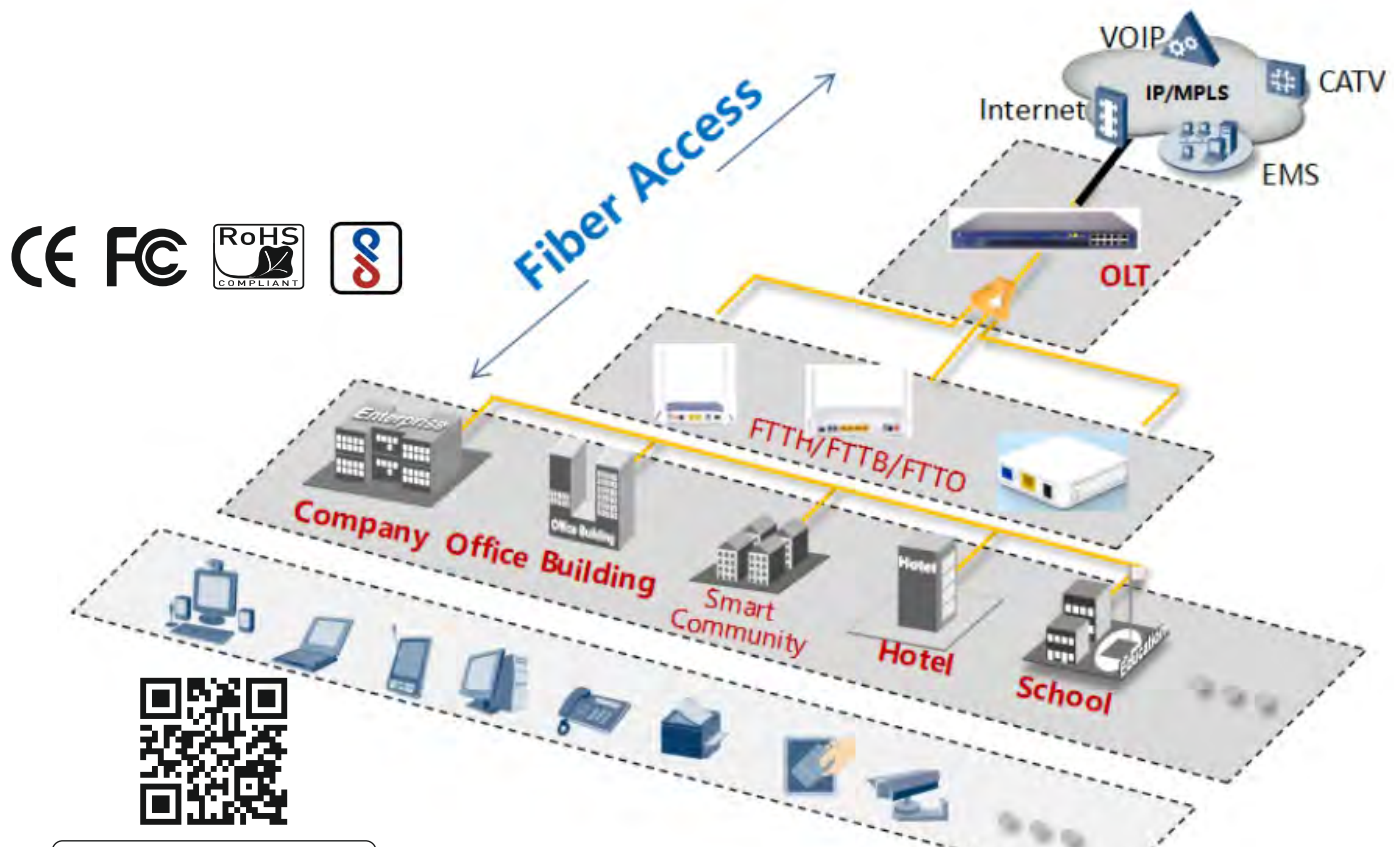 VOIP
CATV
IP/MPLS
Internet
EMS
Fiber Access
CE FC RoHS
COMPLIANT
OLT
FTTH/FTTB/FTTO
Enterprise
Office Building
Company Office Building
Smart
Community
Hotel
Hotel
Education
School